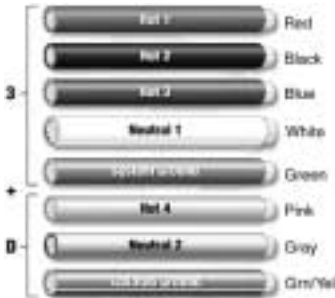 Hot 1 Red
Hot 2 Black
Hot 3 Blue
3
Neutral 1 White
Green
+
Hot 4 Pink
D Neutral 2 Gray
Grn/Yel